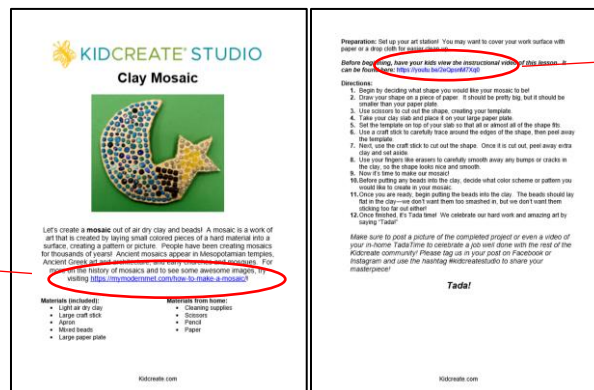 KIDCREATE STUDIO
Clay Mosaic
Let's create a mosaic out of air dry clay and beads! A mosaic is a work of
art that is created by laying small colored pieces of a hard material into a
surface, creating a pattern or picture. People have been creating mosaics
for thousands of years! Ancient mosaics appear in Mesopotamian temples,
Ancient Greek art and architecture, and early churches and mosques. For
more on the history of mosaics and to see some awesome images, try
visiting https://mymodernmet.com/how-to-make-a-mosaic/!
Materials (included):
• Light air dry clay
• Large craft stick
• Apron
• Mixed beads
• Large paper plate
Materials from home:
• Cleaning supplies
• Scissors
• Pencil
• Paper
Kidcreate.com
Preparation: Set up your art station! You may want to cover your work surface with
paper or a drop cloth for easier clean up.
Before beginning, have your kids view the instructional video of this lesson. It
can be found here:
Directions:
1. Begin by deciding what shape you would like your mosaic to be!
2. Draw your shape on a piece of paper. It should be pretty big, but it should be
smaller than your paper plate.
3. Use scissors to cut out the shape, creating your template.
4. Take your clay slab and place it on your large paper plate.
5. Set the template on top of your slab so that all or almost all of the shape fits.
6. Use a craft stick to carefully trace around the edges of the shape, then peel away
the template.
7. Next, use the craft stick to cut out the shape. Once it is cut out, peel away extra
clay and set aside.
8. Use your fingers like erasers to carefully smooth away any bumps or cracks in
the clay, so the shape looks nice and smooth.
9. Now it's time to make our mosaic!
10. Before putting any beads into the clay, decide what color scheme or pattern you
would like to create in your mosaic.
11. Once you are ready, begin putting the beads into the clay. The beads should lay
flat in the clay—we don't want them too smashed in, but we don't want them
sticking too far out either!
12. Once finished, it's Tada time! We celebrate our hard work and amazing art by
saying "Tada!"
Make sure to post a picture of the completed project or even a video of
your in-home TadaTime to celebrate a job well done with the rest of the
Kidcreate community! Please tag us in your post on Facebook or
Instagram and use the hashtag #kidcreatestudio to share your
masterpiece!
Tada!
Kidcreate.com